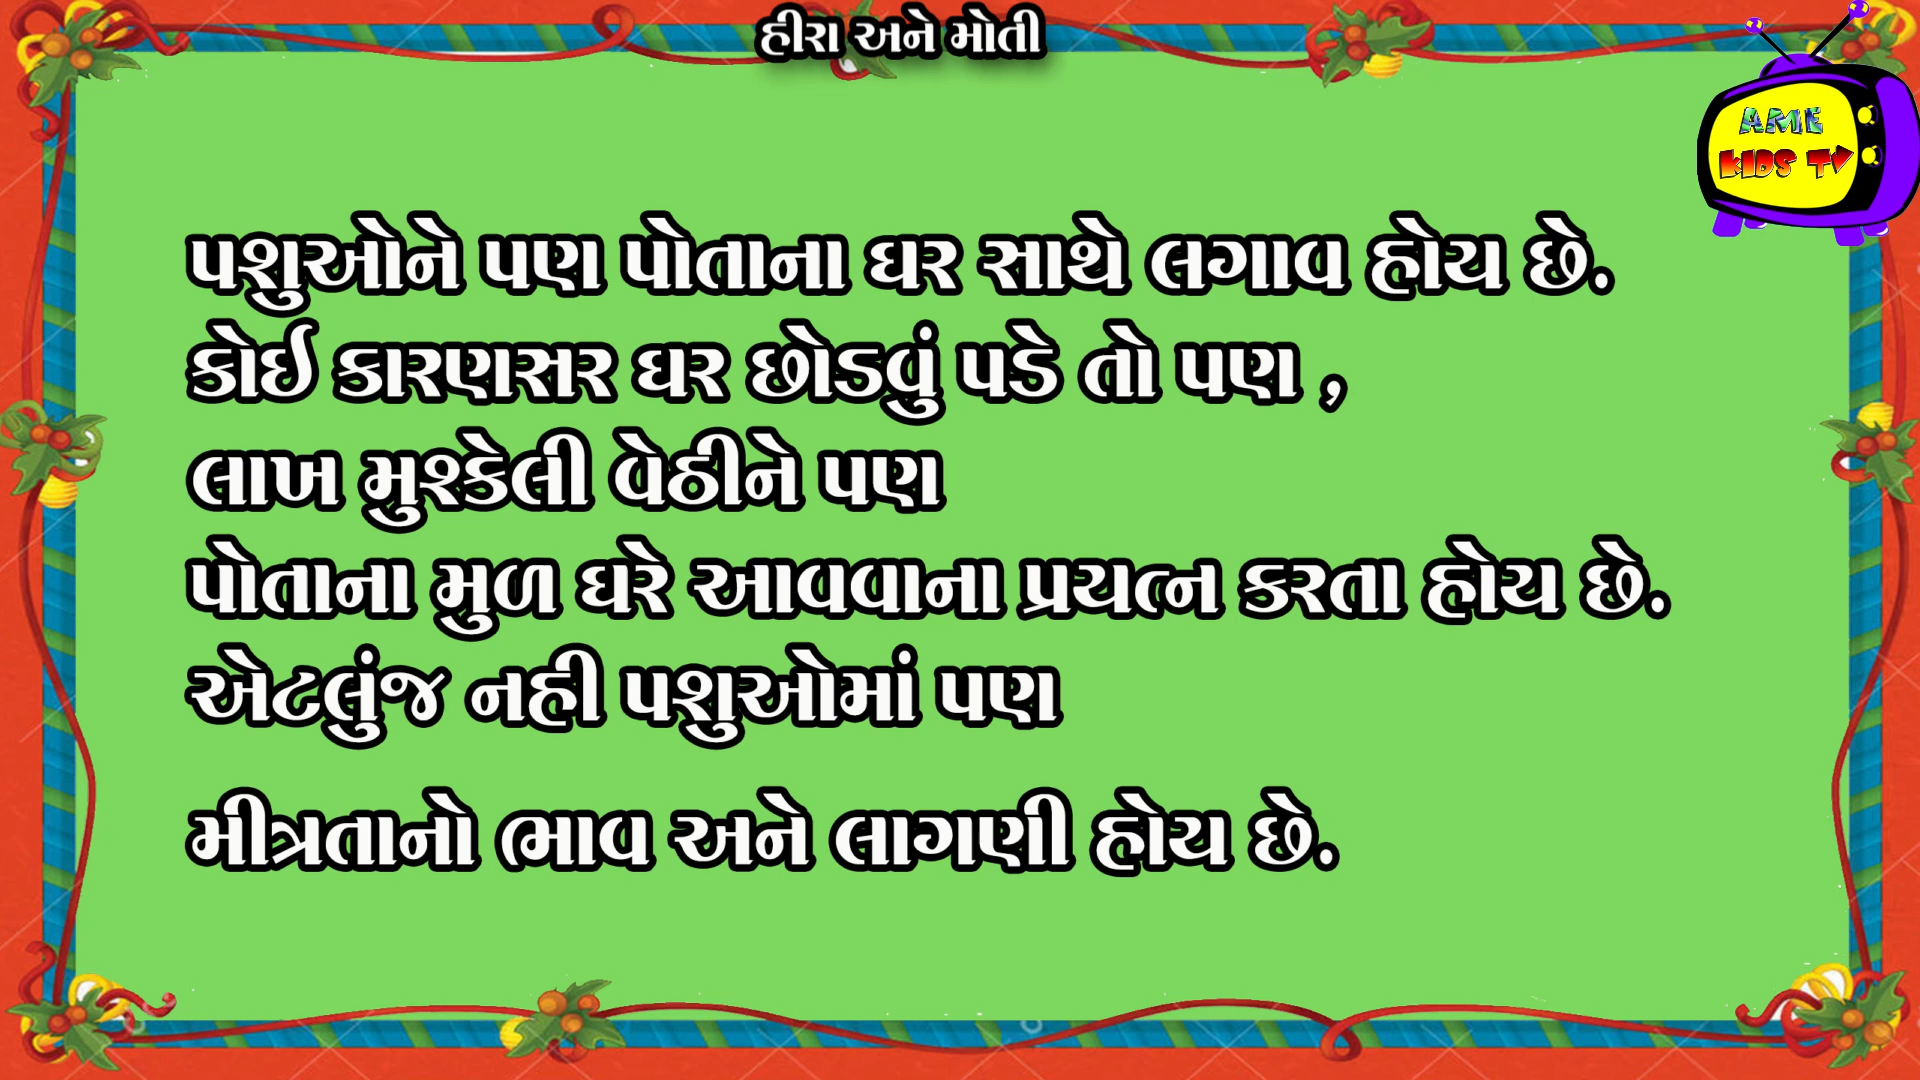 હીરા અને મોતી
AME
KIDS TV
પશુઓને પણ પોતાના ઘર સાથે લગાવ હોય છે.
કોઈ કારણસર ઘર છોડવું પડે તો પણ ,
લાખ મુશ્કેલી વેઠીને પણ
પોતાના મુળ ઘરે આવવાના પ્રયત્ન કરતા હોય છે.
એટલુંજ નહી પશુઓમાં પણ
મીત્રતાનો ભાવ અને લાગણી હોય છે.